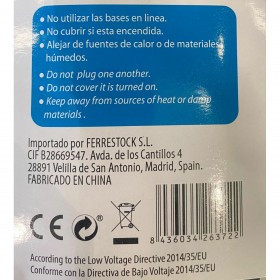 • No utilizar las bases en linea.
• No cubrir si esta encendida.
• Alejar de fuentes de calor o de materiales
húmedos.
• Do not plug one another.
• Do not cover it is turned on.
• Keep away from sources of heat or damp
materials .
Importado por FERRESTOCK S.L.
CIF B28669547. Avda. de los Cantillos 4
28891 Velilla de San Antonio, Madrid, Spain.
FABRICADO EN CHINA
CE
8 436034 263722
According to the Low Voltage Directive 2014/35/EU
Conforme con la Directiva de Bajo Voltaje 2014/35/EU